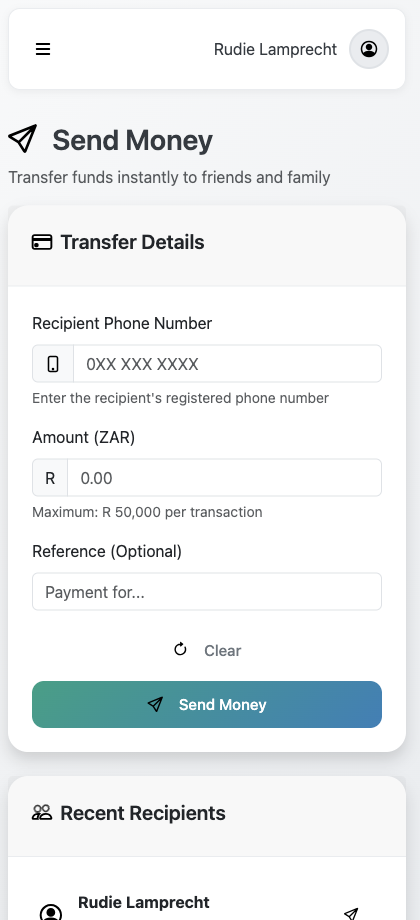 Rudie Lamprecht
Send Money
Transfer funds instantly to friends and family
Transfer Details
Recipient Phone Number
0XX XXX XXXX
Enter the recipient's registered phone number
Amount (ZAR)
R 0.00
Maximum: R 50,000 per transaction
Reference (Optional)
Payment for...
Clear
Send Money
Recent Recipients
Rudie Lamprecht